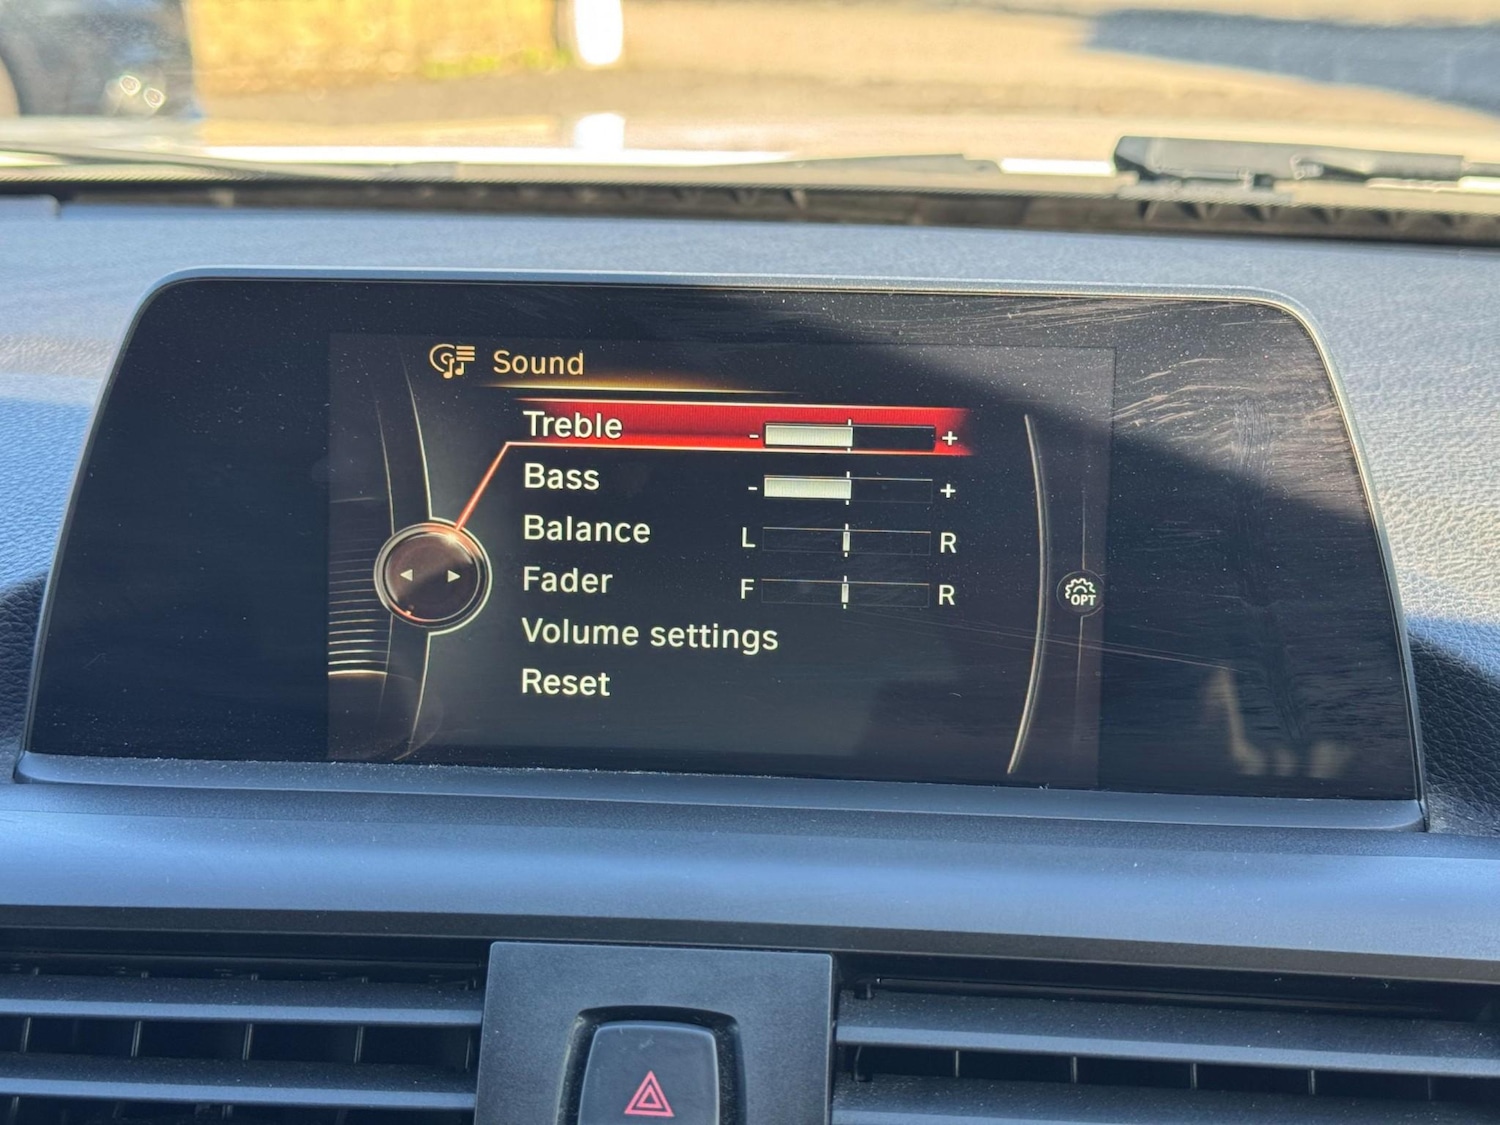 Sound
Treble - +
Bass - +
Balance L R
Fader F R
OPT
Volume settings
Reset